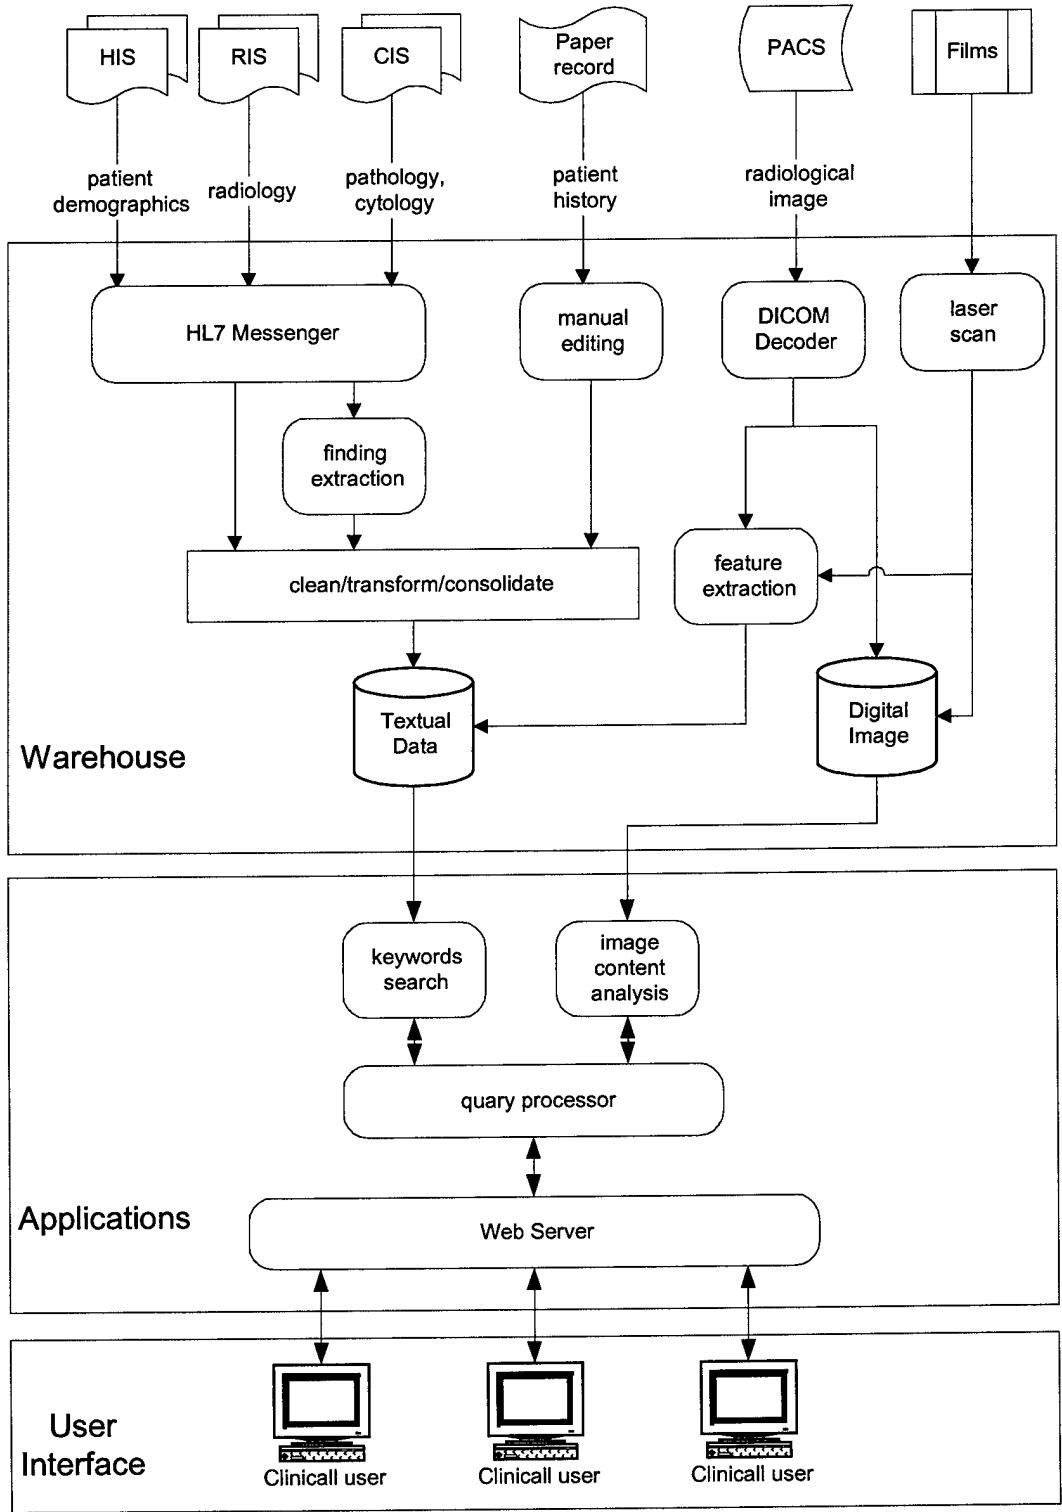 HIS
RIS
CIS
Paper
record
PACS
Films
patient
demographics
radiology
pathology,
cytology
patient
history
radiological
image
HL7 Messenger
manual
editing
DICOM
Decoder
laser
scan
finding
extraction
feature
extraction
clean/transform/consolidate
Textual
Data
Digital
Image
Warehouse
keywords
search
image
content
analysis
quary processor
Applications
Web Server
User
Interface
Clinicall user
Clinicall user
Clinicall user